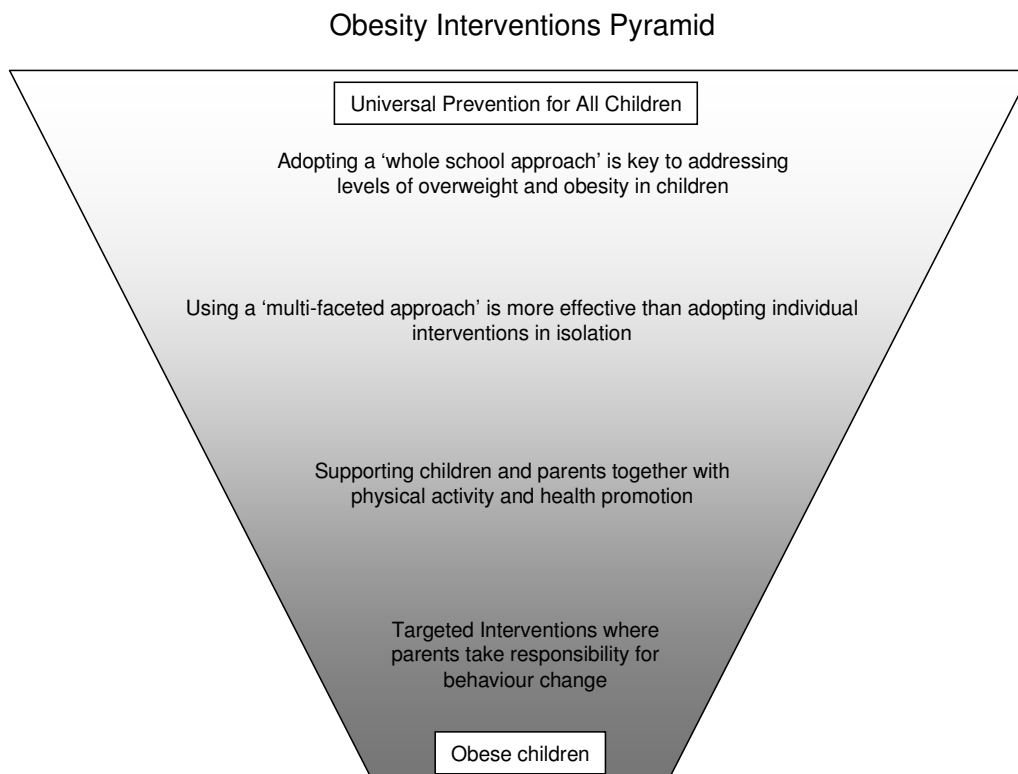 Obesity Interventions Pyramid
Universal Prevention for All Children
Adopting a ‘whole school approach’ is key to addressing
levels of overweight and obesity in children
Using a ‘multi-faceted approach’ is more effective than adopting individual
interventions in isolation
Supporting children and parents together with
physical activity and health promotion
Targeted Interventions where
parents take responsibility for
behaviour change
Obese children